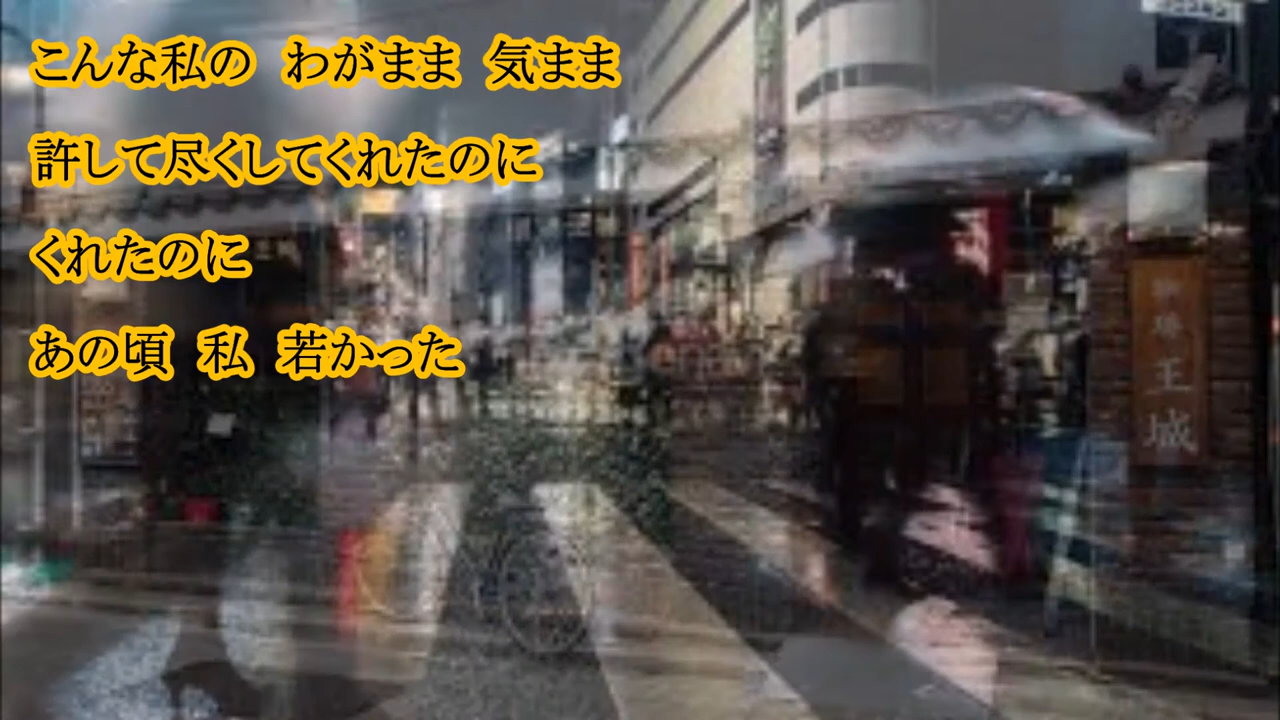 こんな私の　わがまま　気まま
許して尽くしてくれたのに
くれたのに
あの頃　私　若かった
王城